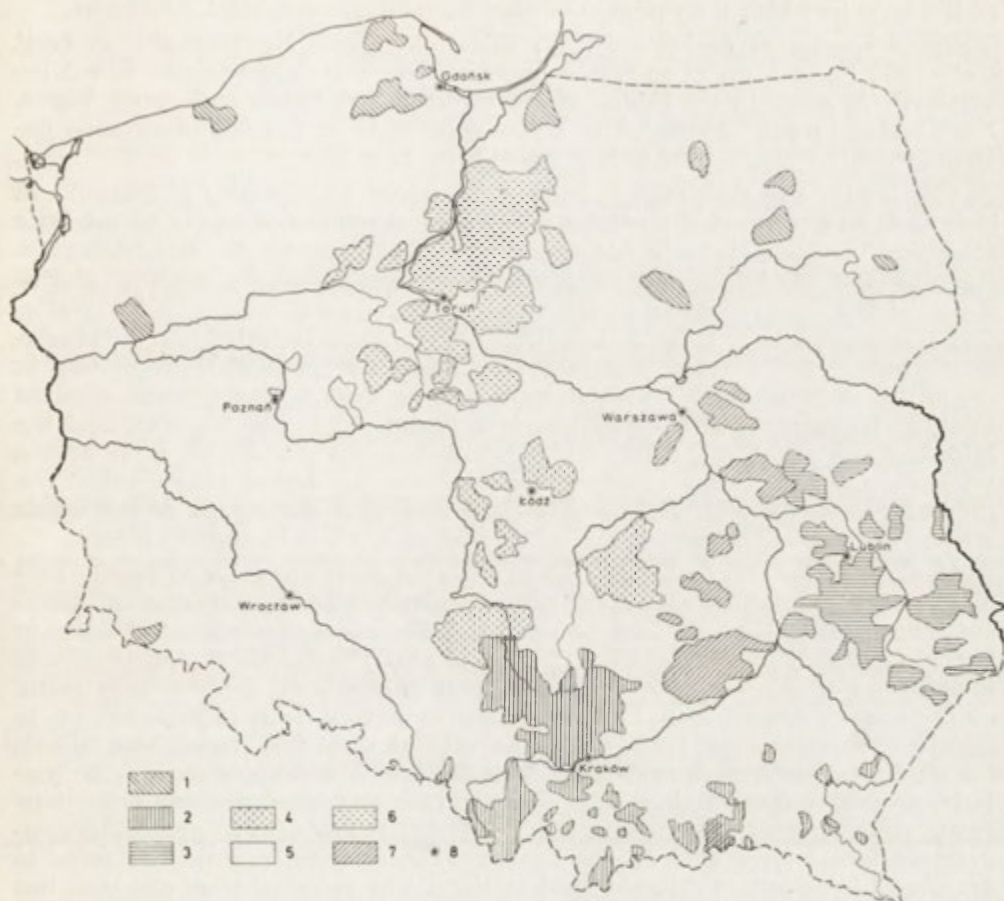 Gdańsk
Toruń
Poznań
Warszawa
Łódź
Lublin
Wrocław
Kraków
1
2 4 6
3 5 7 8